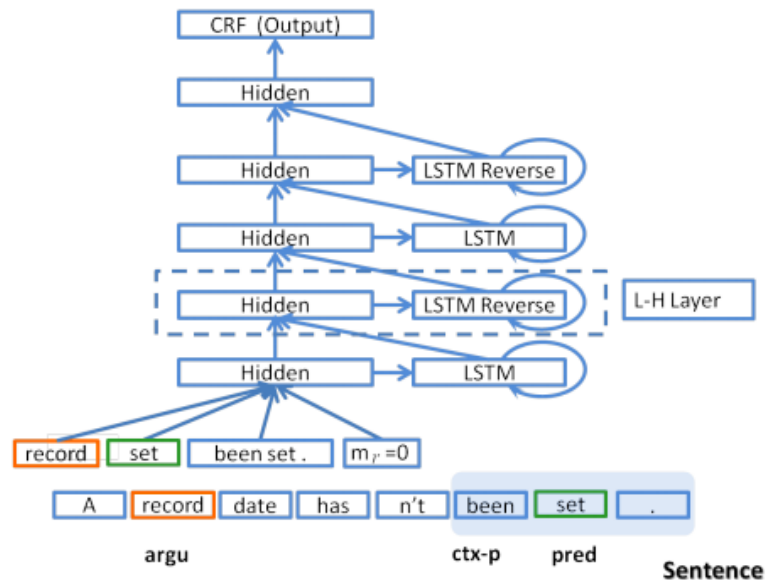 CRF (Output)
Hidden
Hidden LSTM Reverse
Hidden LSTM
Hidden LSTM Reverse L-H Layer
Hidden LSTM
record set been set . mr=0
A record date has n't been set .
argu ctx-p pred
Sentence